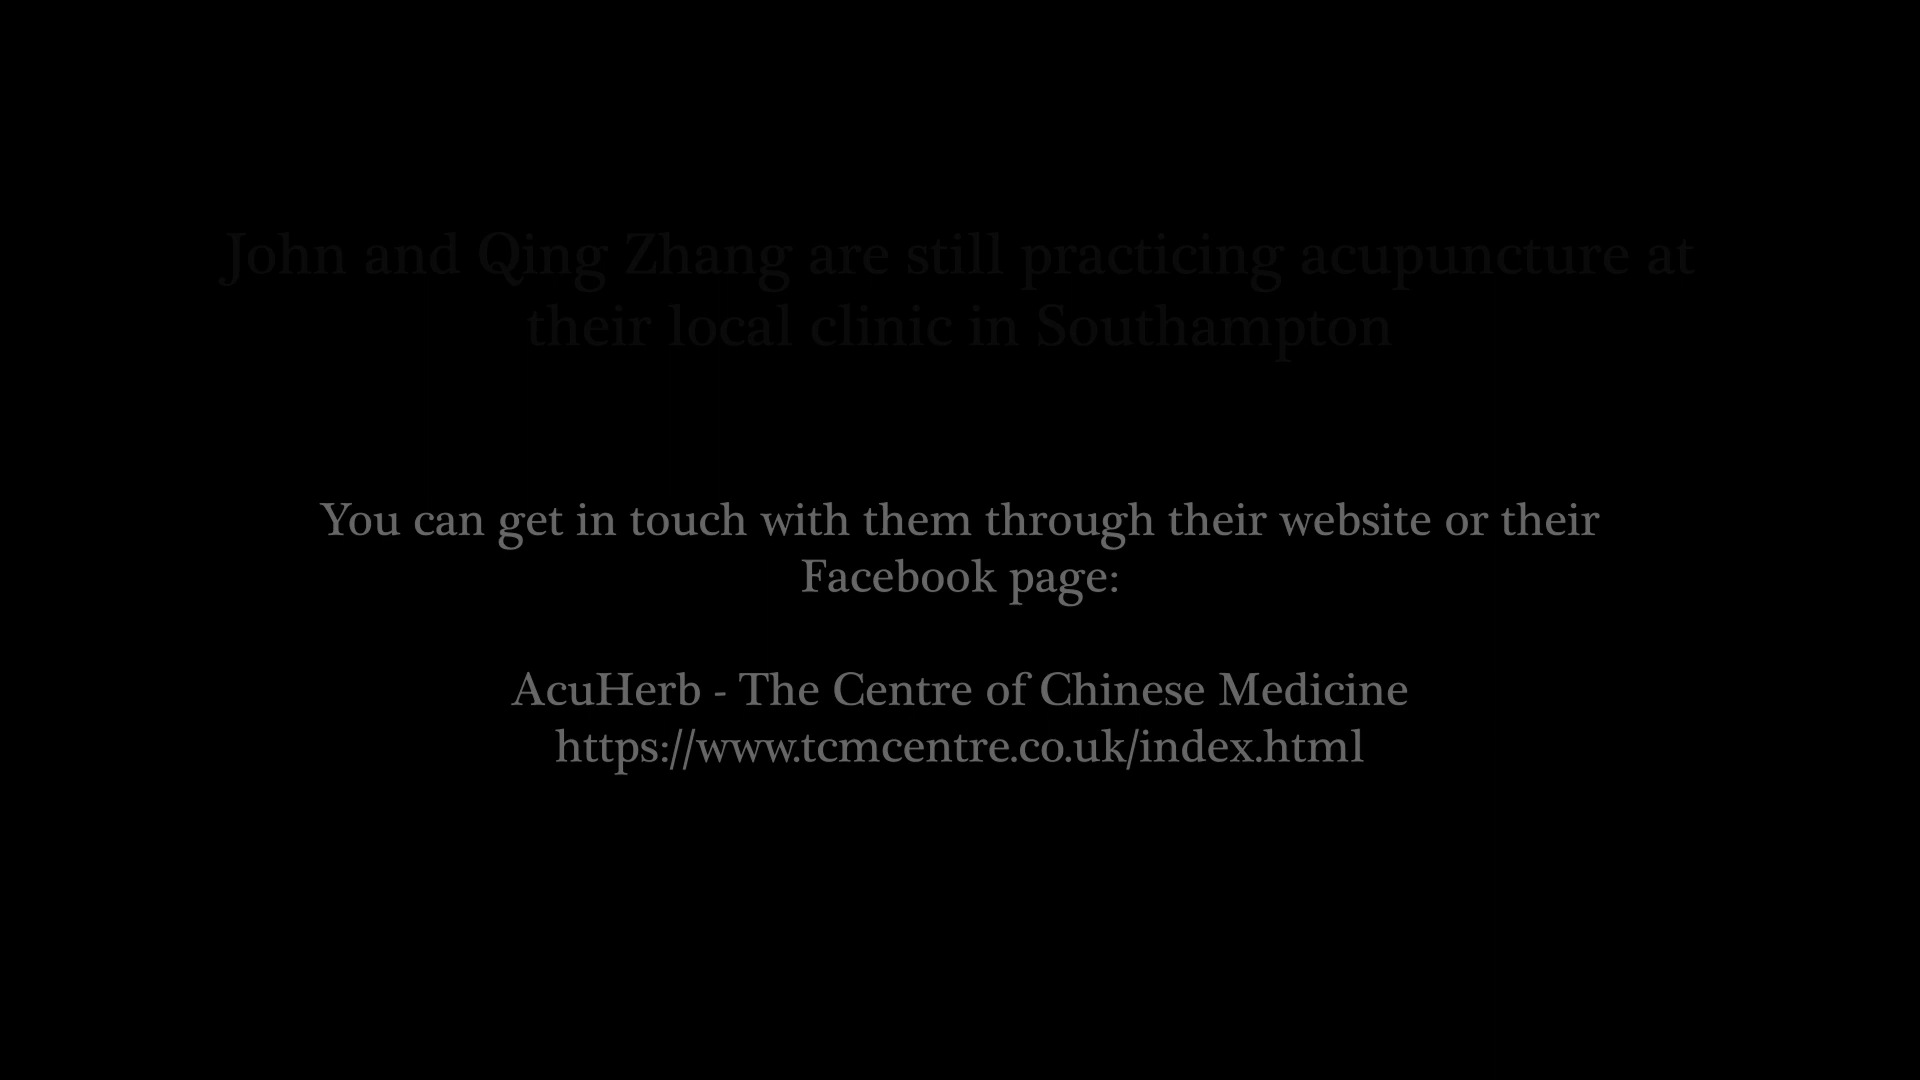 John and Qing Zhang are still practicing acupuncture at
their local clinic in Southampton
You can get in touch with them through their website or their
Facebook page:
AcuHerb - The Centre of Chinese Medicine
https://www.tcmcentre.co.uk/index.html